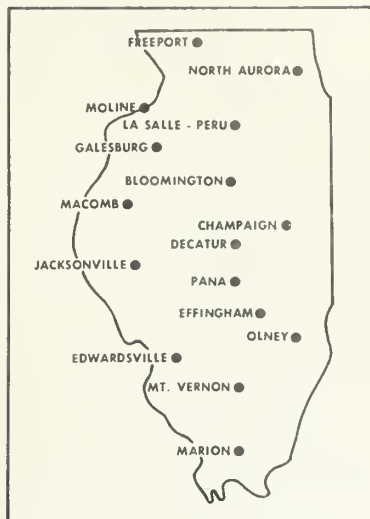 FREEPORT
NORTH AURORA
MOLINE
LA SALLE - PERU
GALESBURG
BLOOMINGTON
MACOMB
CHAMPAIGN
DECATUR
JACKSONVILLE
PANA
EFFINGHAM
OLNEY
EDWARDSVILLE
MT. VERNON
MARION